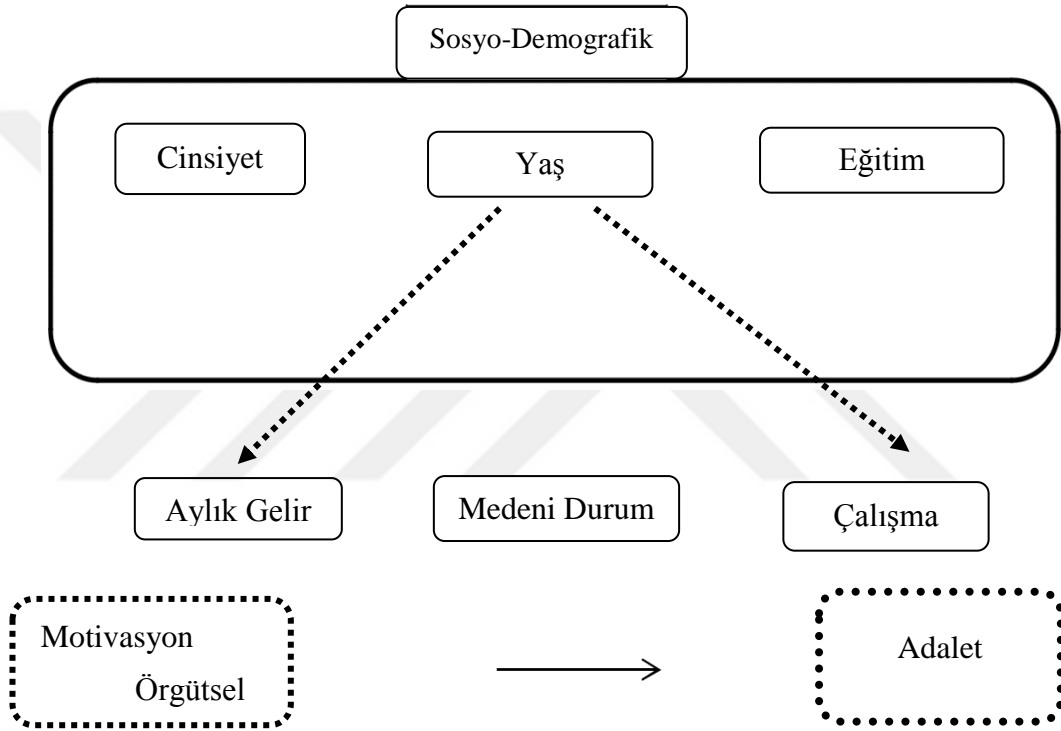 Sosyo-Demografik
Cinsiyet
Yaş
Eğitim
Aylık Gelir
Medeni Durum
Çalışma
Motivasyon
Örgütsel
Adalet